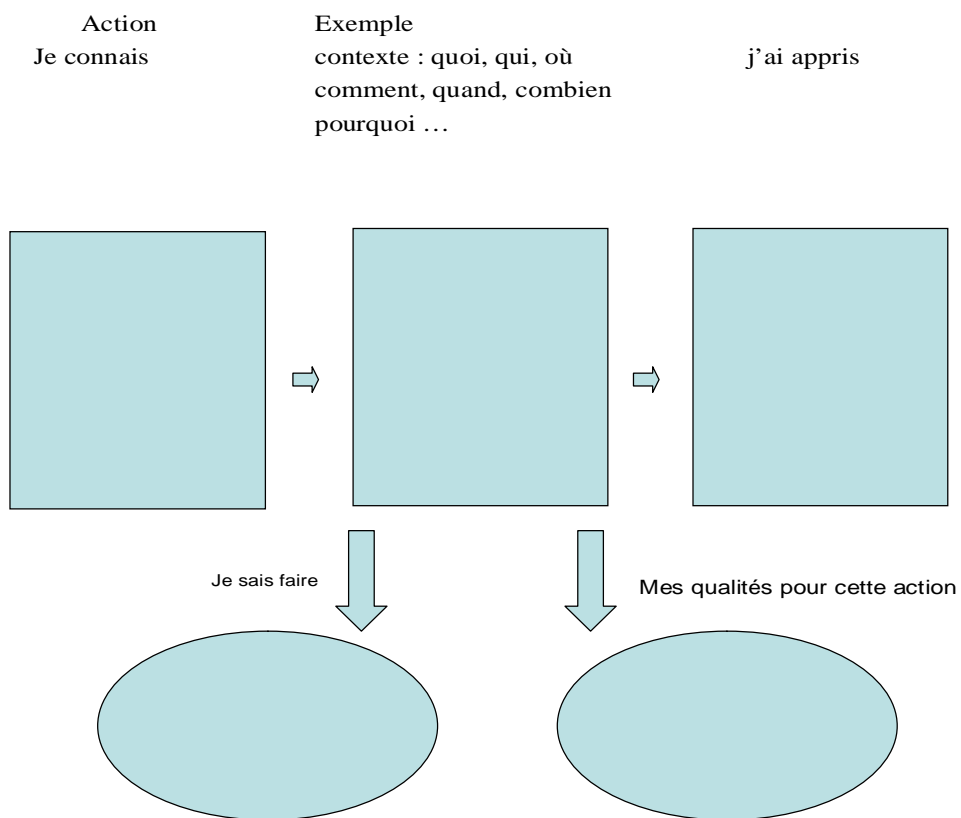 Action
Exemple
Je connais
contexte : quoi, qui, où
j’ai appris
comment, quand, combien
pourquoi …
Je sais faire
Mes qualités pour cette action